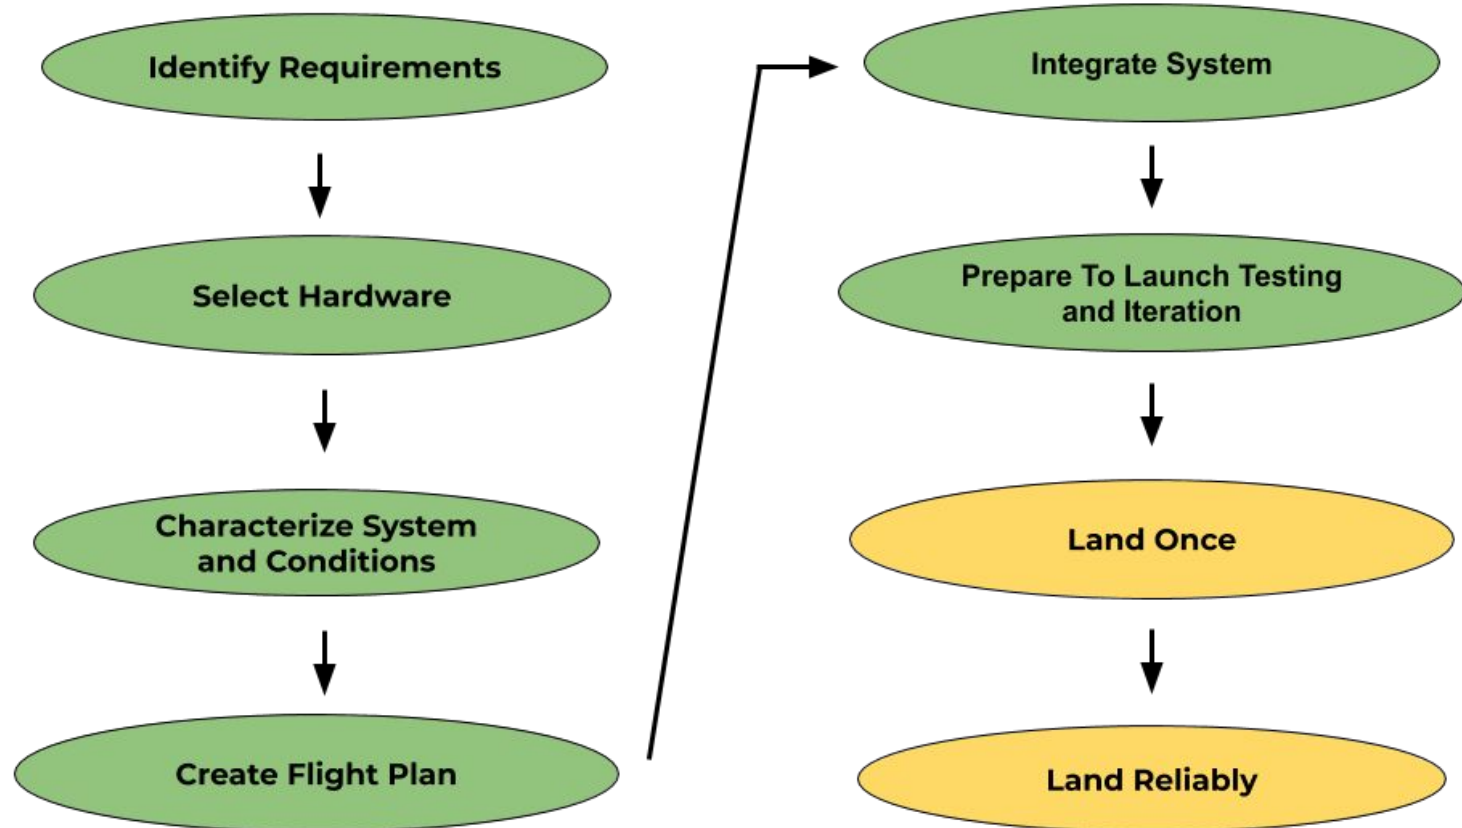 Identify Requirements
Select Hardware
Characterize System
and Conditions
Create Flight Plan
Integrate System
Prepare To Launch Testing
and Iteration
Land Once
Land Reliably